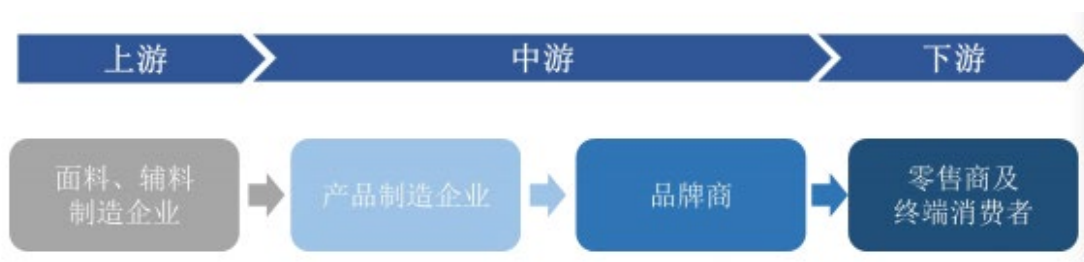 上游
中游
下游
面料、辅料
制造企业
产品制造企业
品牌商
零售商及
终端消费者